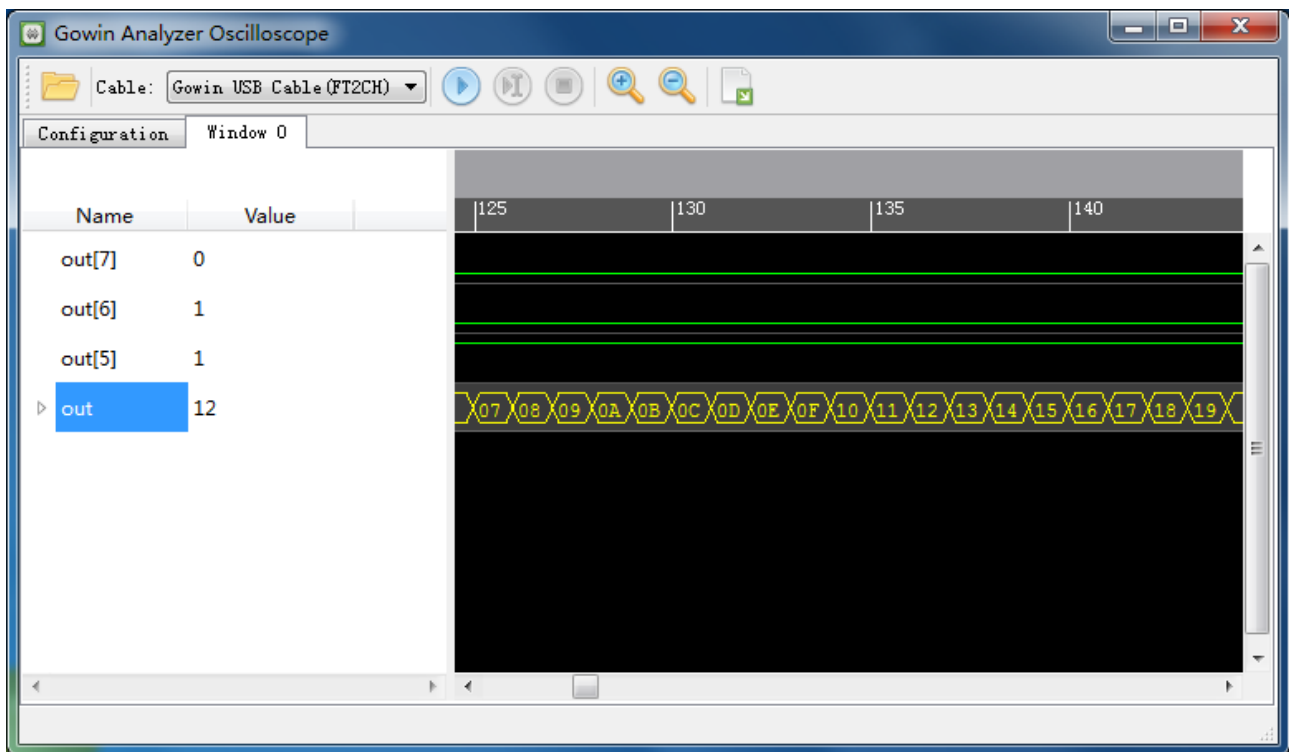 Gowin Analyzer Oscilloscope
Cable: Gowin USB Cable(FT2CH)
Configuration Window 0
Name Value |125 |130 |135 |140
out[7] 0
out[6] 1
out[5] 1
out 12 07 08 09 0A 0B 0C 0D 0E 0F 10 11 12 13 14 15 16 17 18 19